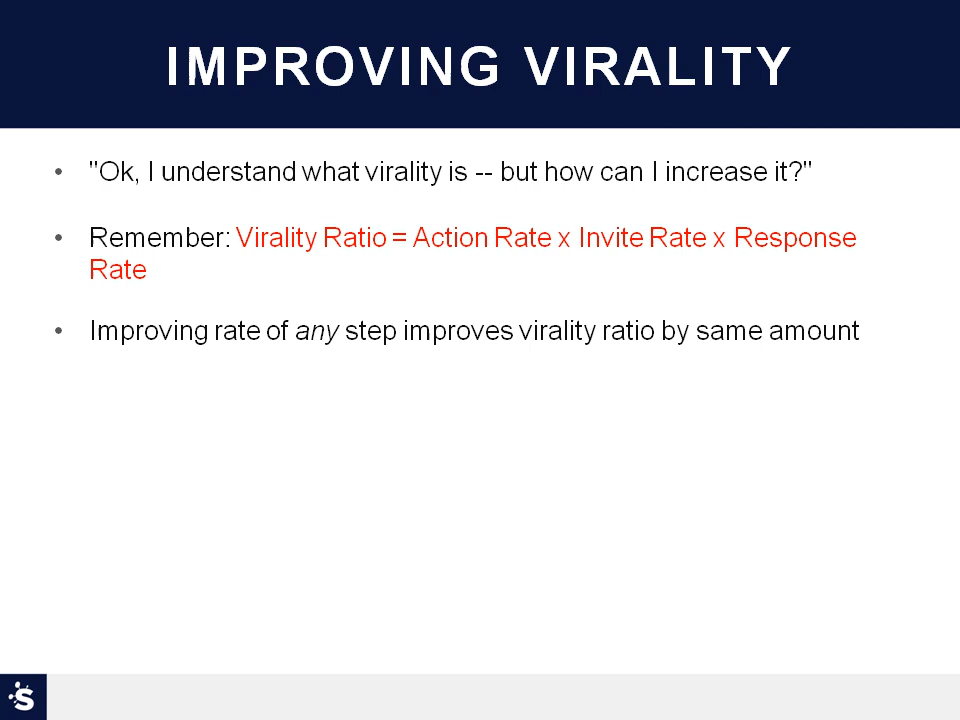 IMPROVING VIRALITY
• "Ok, I understand what virality is -- but how can I increase it?"
• Remember: Virality Ratio = Action Rate x Invite Rate x Response
Rate
• Improving rate of any step improves virality ratio by same amount
S